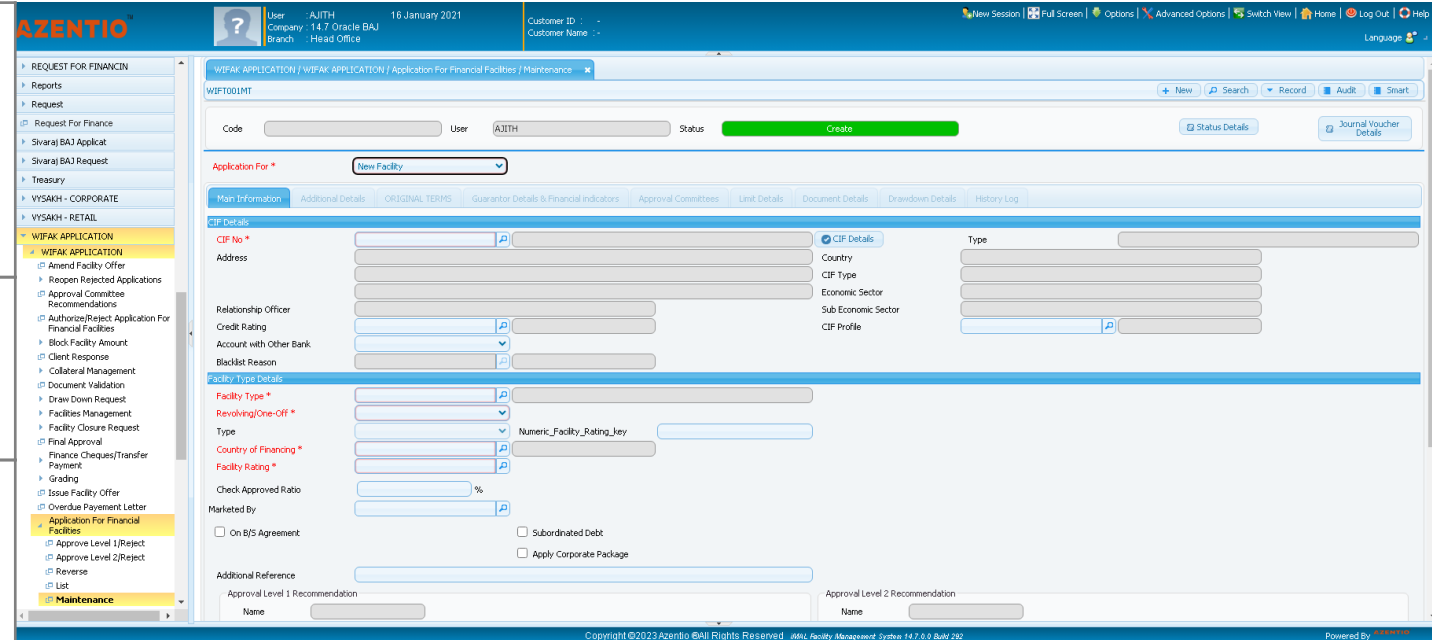 AZENTIO™
User : AJITH 16 January 2021
Company : 14.7 Oracle BAJ
Branch : Head Office
Customer ID : -
Customer Name : -
New Session | Full Screen | Options | Advanced Options | Switch View | Home | Log Out | Help
Language
REQUEST FOR FINANCIN
Reports
Request
Request For Finance
Sivaraj BAJ Applicat
Sivaraj BAJ Request
Treasury
VYSAKH - CORPORATE
VYSAKH - RETAIL
WIFAK APPLICATION
WIFAK APPLICATION
Amend Facility Offer
Reopen Rejected Applications
Approval Committee
Recommendations
Authorize/Reject Application For
Financial Facilities
Block Facility Amount
Client Response
Collateral Management
Document Validation
Draw Down Request
Facilities Management
Facility Closure Request
Final Approval
Finance Cheques/Transfer
Payment
Grading
Issue Facility Offer
Overdue Payement Letter
Application For Financial
Facilities
Approve Level 1/Reject
Approve Level 2/Reject
Reverse
List
Maintenance
WIFAK APPLICATION / WIFAK APPLICATION / Application For Financial Facilities / Maintenance
WIFT001MT
New Search Record Audit Smart
Code User AJITH Status Create Status Details Journal Voucher
Details
Application For * New Facility
Main Information Additional Details ORIGINAL TERMS Guarantor Details & Financial indicators Approval Committees Limit Details Document Details Drawdown Details History Log
CIF Details
CIF No * CIF Details Type
Address Country
CIF Type
Economic Sector
Relationship Officer Sub Economic Sector
Credit Rating CIF Profile
Account with Other Bank
Blacklist Reason
Facility Type Details
Facility Type *
Revolving/One-Off *
Type Numeric_Facility_Rating_key
Country of Financing *
Facility Rating *
Check Approved Ratio %
Marketed By
On B/S Agreement Subordinated Debt
Apply Corporate Package
Additional Reference
Approval Level 1 Recommendation Approval Level 2 Recommendation
Name Name
Copyright ©2023 Azentio ®All Rights Reserved iMAL Facility Management System 14.7.0.0 Build 292 Powered By AZENTIO